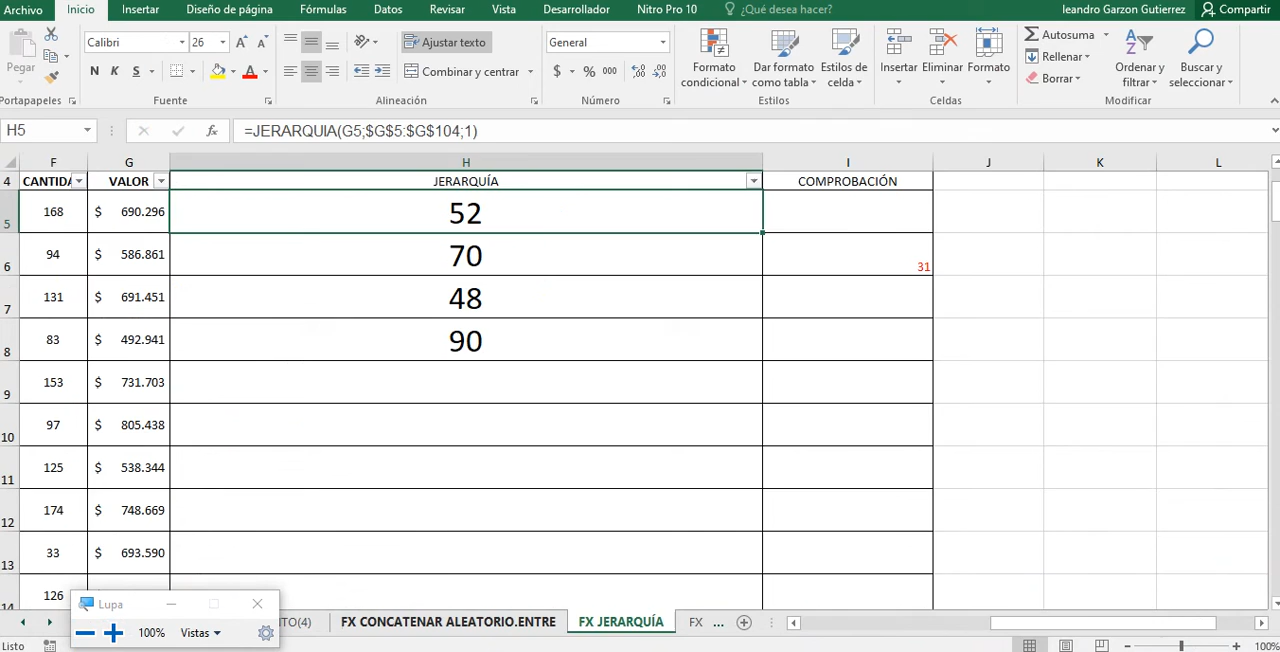 Archivo Inicio Insertar Diseño de página Fórmulas Datos Revisar Vista Desarrollador Nitro Pro 10 ¿Qué desea hacer? leandro Garzon Gutierrez Compartir
Pegar Calibri 26 Ajustar texto General Autosuma
N K S Combinar y centrar $ % 000 Formato condicional Dar formato como tabla Estilos de celda Insertar Eliminar Formato Rellenar Borrar Ordenar y filtrar Buscar y seleccionar
Portapapeles Fuente Alineación Número Estilos Celdas Modificar
H5 fx =JERARQUIA(G5;$G$5:$G$104;1)
F G H I J K L
4 CANTIDA VALOR JERARQUÍA COMPROBACIÓN
5 168 $ 690.296 52
6 94 $ 586.861 70 31
7 131 $ 691.451 48
8 83 $ 492.941 90
9 153 $ 731.703
10 97 $ 805.438
11 125 $ 538.344
12 174 $ 748.669
13 33 $ 693.590
14 126
Lupa
100% Vistas
NTO(4) FX CONCATENAR ALEATORIO.ENTRE FX JERARQUÍA FX ...
Listo 100%